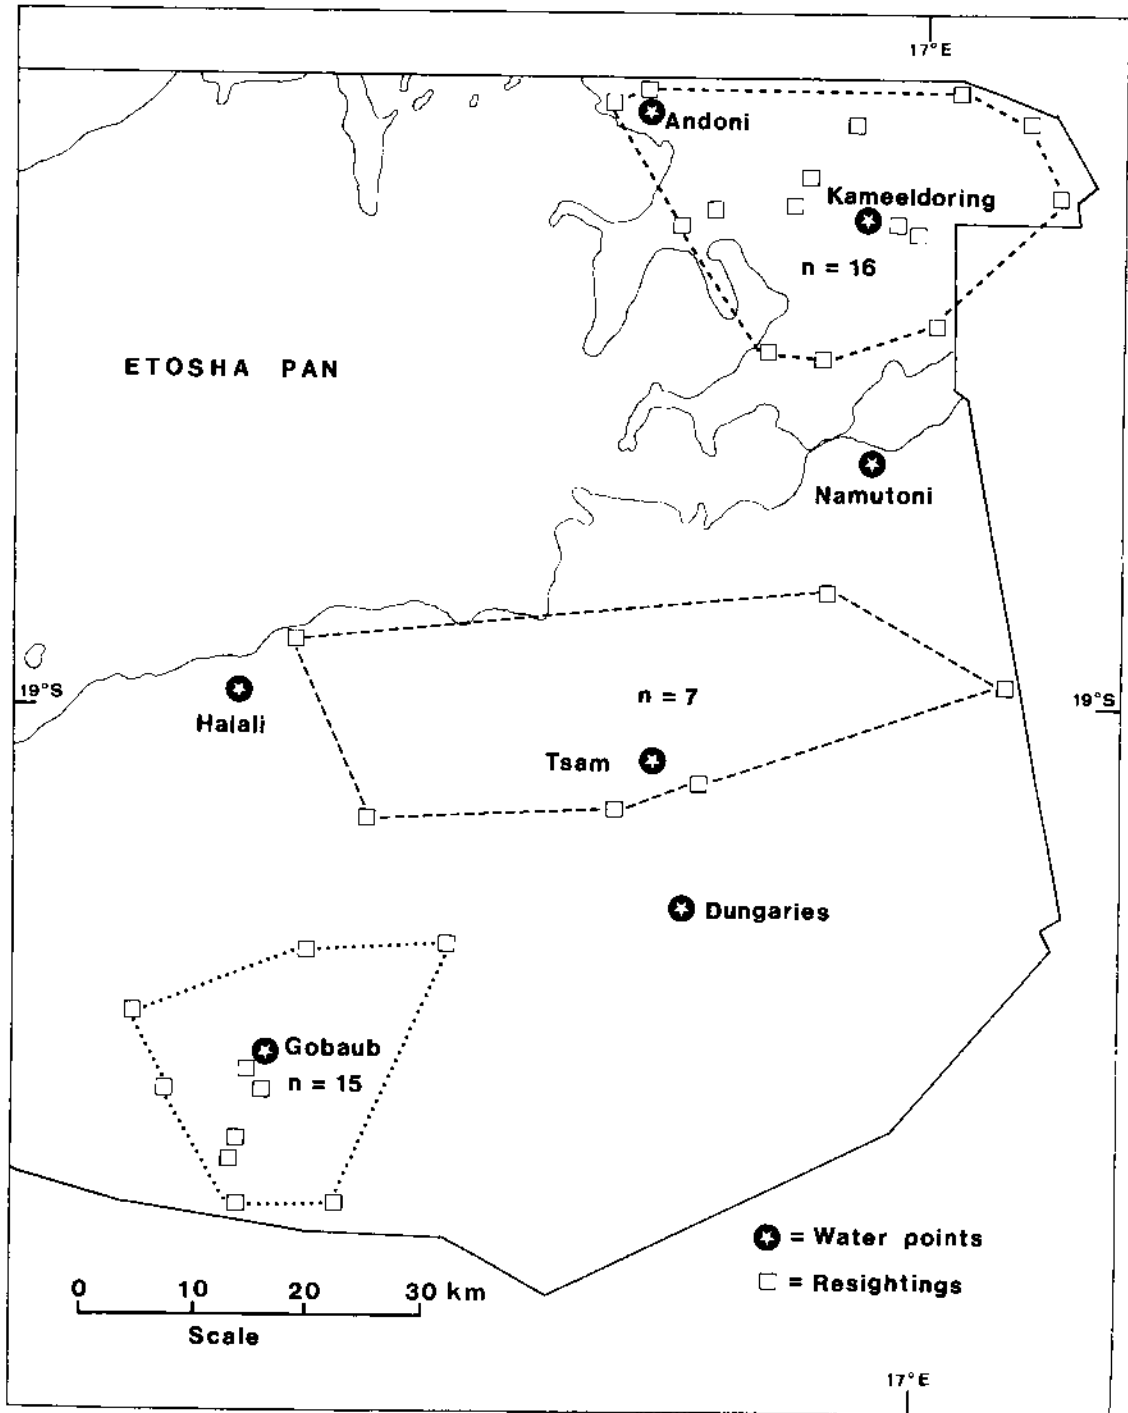 17°E
Andoni
Kameeldoring
n = 16
ETOSHA PAN
Namutoni
19°S
n = 7
19°S
Halali
Tsam
Dungaries
Gobaub
n = 15
= Water points
= Resightings
0 10 20 30 km
Scale
17°E